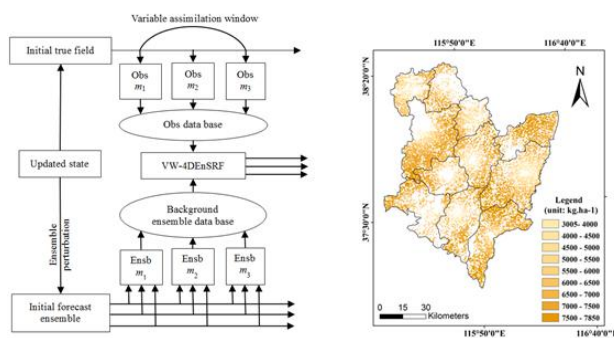 Variable assimilation window
Initial true field
Obs
m1
Obs
m2
Obs
m3
Obs data base
Updated state
VW-4DEnSRF
Background
ensemble data base
Ensemble
perturbation
Ensb
m1
Ensb
m2
Ensb
m3
Initial forecast
ensemble
115°50'0"E
116°40'0"E
38°20'0"N
37°30'0"N
N
Legend
(unit: kg.ha-1)
3005- 4000
4000 - 4500
4500 - 5000
5000 - 5500
5500 - 6000
6000 - 6500
6500 - 7000
7000 - 7500
7500 - 7850
0 15 30
Kilometers
115°50'0"E
116°40'0"E